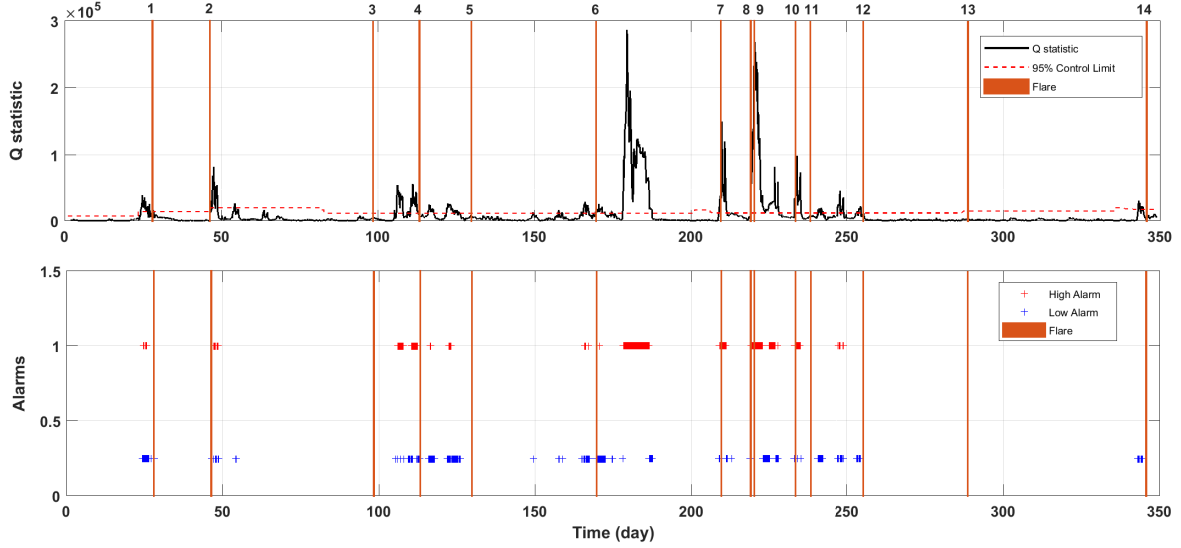 1 2 3 4 5 6 7 8 9 10 11 12 13 14
×10⁵
3
2
1
0
Q statistic
Q statistic
95% Control Limit
Flare
0 50 100 150 200 250 300 350
1.5
1
0.5
0
Alarms
High Alarm
Low Alarm
Flare
0 50 100 150 200 250 300 350
Time (day)